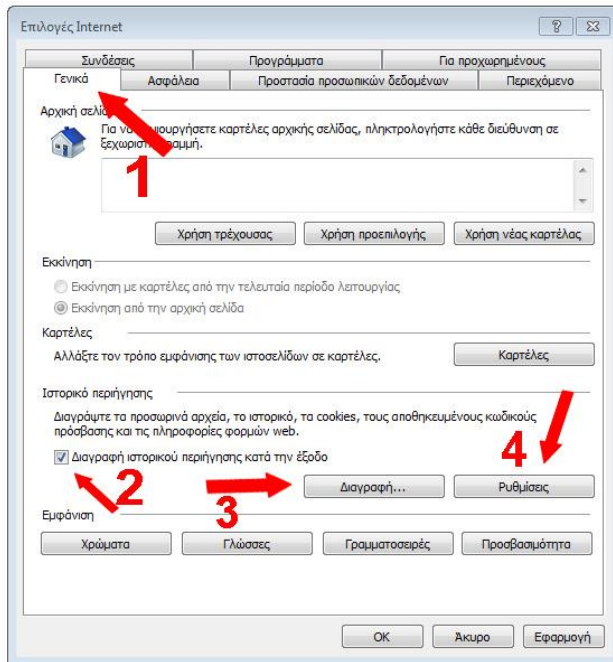 Επιλογές Internet
Συνδέσεις Προγράμματα Για προχωρημένους
Γενικά Ασφάλεια Προστασία προσωπικών δεδομένων Περιεχόμενο
Αρχική σελίδ
1
Για να ιουργήσετε καρτέλες αρχικής σελίδας, πληκτρολογήστε κάθε διεύθυνση σε
ξεχωριστ ραμμή.
Χρήση τρέχουσας Χρήση προεπιλογής Χρήση νέας καρτέλας
Εκκίνηση
Εκκίνηση με καρτέλες από την τελευταία περίοδο λειτουργίας
Εκκίνηση από την αρχική σελίδα
Καρτέλες
Αλλάξτε τον τρόπο εμφάνισης των ιστοσελίδων σε καρτέλες. Καρτέλες
Ιστορικό περιήγησης
Διαγράψτε τα προσωρινά αρχεία, το ιστορικό, τα cookies, τους αποθηκευμένους κωδικούς
πρόσβασης και τις πληροφορίες φορμών web.
4
Διαγραφή ιστορικού περιήγησης κατά την έξοδο
2
3
Διαγραφή... Ρυθμίσεις
Εμφάνιση
Χρώματα Γλώσσες Γραμματοσειρές Προσβασιμότητα
OK Άκυρο Εφαρμογή